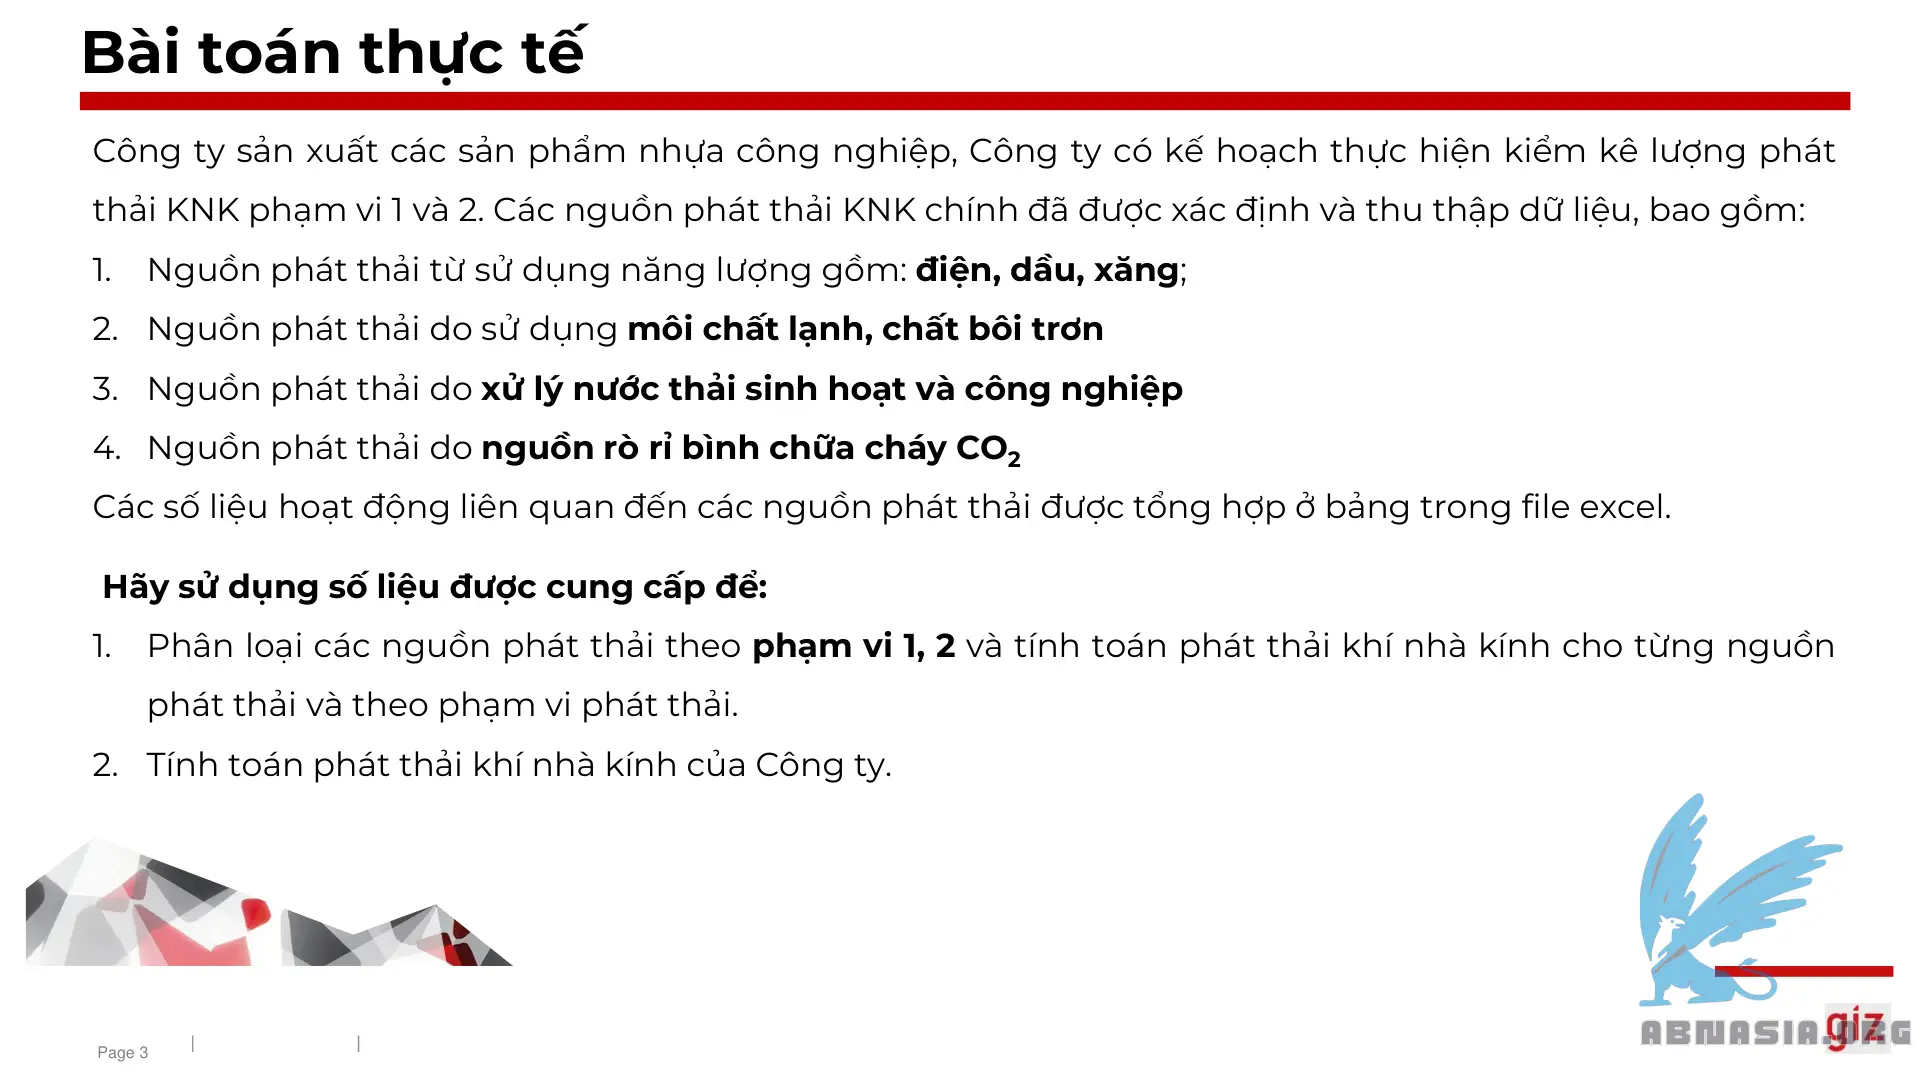 Bài toán thực tế
Công ty sản xuất các sản phẩm nhựa công nghiệp, Công ty có kế hoạch thực hiện kiểm kê lượng phát
thải KNK phạm vi 1 và 2. Các nguồn phát thải KNK chính đã được xác định và thu thập dữ liệu, bao gồm:
1. Nguồn phát thải từ sử dụng năng lượng gồm: điện, dầu, xăng;
2. Nguồn phát thải do sử dụng môi chất lạnh, chất bôi trơn
3. Nguồn phát thải do xử lý nước thải sinh hoạt và công nghiệp
4. Nguồn phát thải do nguồn rò rỉ bình chữa cháy CO₂
Các số liệu hoạt động liên quan đến các nguồn phát thải được tổng hợp ở bảng trong file excel.
Hãy sử dụng số liệu được cung cấp để:
1. Phân loại các nguồn phát thải theo phạm vi 1, 2 và tính toán phát thải khí nhà kính cho từng nguồn
phát thải và theo phạm vi phát thải.
2. Tính toán phát thải khí nhà kính của Công ty.
Page 3
giz
ABNASIA.ORG